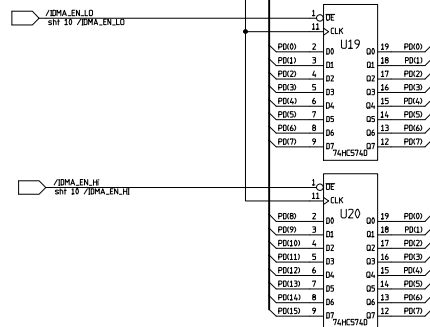 /IDMA_EN_LO
sht 10 /IDMA_EN_LO
1 OE
11 CLK
U19
PD(0) 2 D0 Q0 19 PD(0)
PD(1) 3 D1 Q1 18 PD(1)
PD(2) 4 D2 Q2 17 PD(2)
PD(3) 5 D3 Q3 16 PD(3)
PD(4) 6 D4 Q4 15 PD(4)
PD(5) 7 D5 Q5 14 PD(5)
PD(6) 8 D6 Q6 13 PD(6)
PD(7) 9 D7 Q7 12 PD(7)
74HC574D
/IDMA_EN_HI
sht 10 /IDMA_EN_HI
1 OE
11 CLK
U20
PD(8) 2 D0 Q0 19 PD(0)
PD(9) 3 D1 Q1 18 PD(1)
PD(10) 4 D2 Q2 17 PD(2)
PD(11) 5 D3 Q3 16 PD(3)
PD(12) 6 D4 Q4 15 PD(4)
PD(13) 7 D5 Q5 14 PD(5)
PD(14) 8 D6 Q6 13 PD(6)
PD(15) 9 D7 Q7 12 PD(7)
74HC574D